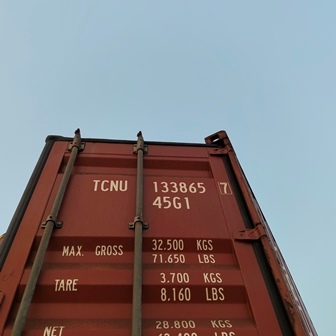 TCNU 133865 7
45G1
MAX. GROSS 32.500 KGS
71.650 LBS
TARE 3.700 KGS
8.160 LBS
NET 28.800 KGS
LBS